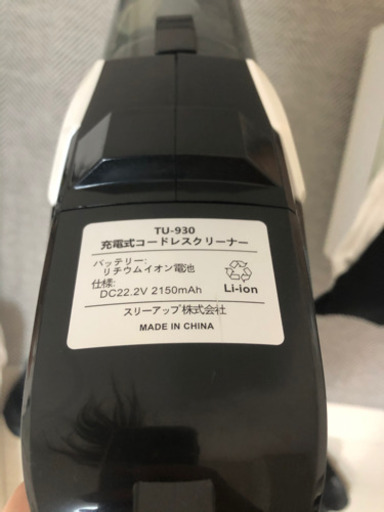 TU-930
充電式コードレスクリーナー
バッテリー:
リチウムイオン電池
仕様:
DC22.2V 2150mAh
Li-ion
スリーアップ株式会社
MADE IN CHINA